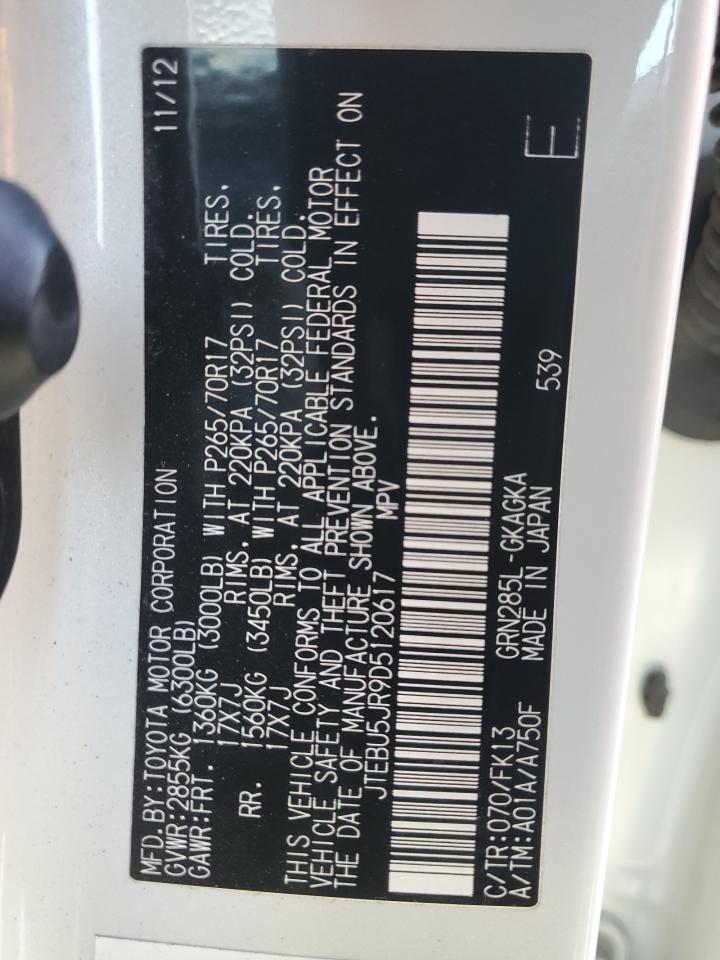 MFD.BY:TOYOTA MOTOR CORPORATION 11/12
GVWR:2855KG (6300LB)
GAWR:FRT. 1360KG (3000LB) WITH P265/70R17 TIRES,
17X7J RIMS, AT 220KPA (32PSI) COLD.
RR. 1560KG (3450LB) WITH P265/70R17 TIRES,
17X7J RIMS, AT 220KPA (32PSI) COLD.
THIS VEHICLE CONFORMS TO ALL APPLICABLE FEDERAL MOTOR
VEHICLE SAFETY AND THEFT PREVENTION STANDARDS IN EFFECT ON
THE DATE OF MANUFACTURE SHOWN ABOVE.
JTEBU5JR9D5120617 MPV
C/TR:070/FK13 GRN285L-GKAGKA 539 E
A/TM:A01A/A750F MADE IN JAPAN